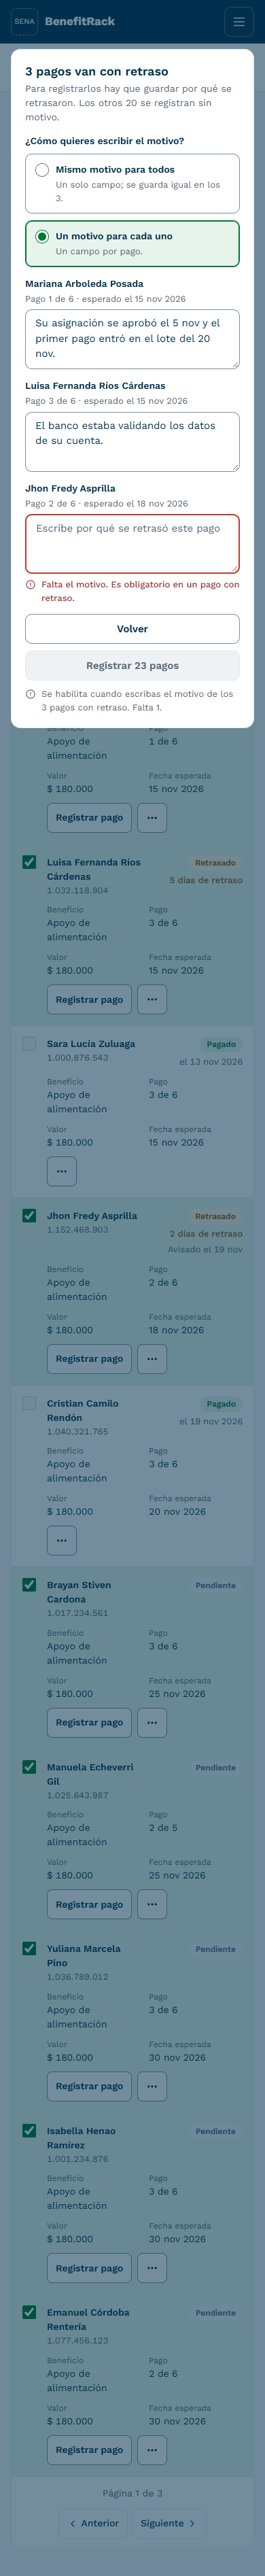 SENA BenefitRack
3 pagos van con retraso
Para registrarlos hay que guardar por qué se
retrasaron. Los otros 20 se registran sin
motivo.
¿Cómo quieres escribir el motivo?
Mismo motivo para todos
Un solo campo; se guarda igual en los
3.
Un motivo para cada uno
Un campo por pago.
Mariana Arboleda Posada
Pago 1 de 6 · esperado el 15 nov 2026
Su asignación se aprobó el 5 nov y el
primer pago entró en el lote del 20
nov.
Luisa Fernanda Ríos Cárdenas
Pago 3 de 6 · esperado el 15 nov 2026
El banco estaba validando los datos
de su cuenta.
Jhon Fredy Asprilla
Pago 2 de 6 · esperado el 18 nov 2026
Escribe por qué se retrasó este pago
Falta el motivo. Es obligatorio en un pago con
retraso.
Volver
Registrar 23 pagos
Se habilita cuando escribas el motivo de los
3 pagos con retraso. Falta 1.
Beneficio Pago
Apoyo de 1 de 6
alimentación
Valor Fecha esperada
$ 180.000 15 nov 2026
Registrar pago ...
Luisa Fernanda Ríos Retrasado
Cárdenas 5 días de retraso
1.032.118.904
Beneficio Pago
Apoyo de 3 de 6
alimentación
Valor Fecha esperada
$ 180.000 15 nov 2026
Registrar pago ...
Sara Lucía Zuluaga Pagado
1.000.876.543 el 13 nov 2026
Beneficio Pago
Apoyo de 3 de 6
alimentación
Valor Fecha esperada
$ 180.000 15 nov 2026
...
Jhon Fredy Asprilla Retrasado
1.152.468.903 2 días de retraso
Avisado el 19 nov
Beneficio Pago
Apoyo de 2 de 6
alimentación
Valor Fecha esperada
$ 180.000 18 nov 2026
Registrar pago ...
Cristian Camilo Pagado
Rendón el 19 nov 2026
1.040.321.765
Beneficio Pago
Apoyo de 3 de 6
alimentación
Valor Fecha esperada
$ 180.000 20 nov 2026
...
Brayan Stiven Pendiente
Cardona
1.017.234.561
Beneficio Pago
Apoyo de 3 de 6
alimentación
Valor Fecha esperada
$ 180.000 25 nov 2026
Registrar pago ...
Manuela Echeverri Pendiente
Gil
1.025.643.987
Beneficio Pago
Apoyo de 2 de 5
alimentación
Valor Fecha esperada
$ 180.000 25 nov 2026
Registrar pago ...
Yuliana Marcela Pendiente
Pino
1.036.789.012
Beneficio Pago
Apoyo de 3 de 6
alimentación
Valor Fecha esperada
$ 180.000 30 nov 2026
Registrar pago ...
Isabella Henao Pendiente
Ramírez
1.001.234.876
Beneficio Pago
Apoyo de 3 de 6
alimentación
Valor Fecha esperada
$ 180.000 30 nov 2026
Registrar pago ...
Emanuel Córdoba Pendiente
Rentería
1.077.456.123
Beneficio Pago
Apoyo de 2 de 6
alimentación
Valor Fecha esperada
$ 180.000 30 nov 2026
Registrar pago ...
Página 1 de 3
Anterior Siguiente